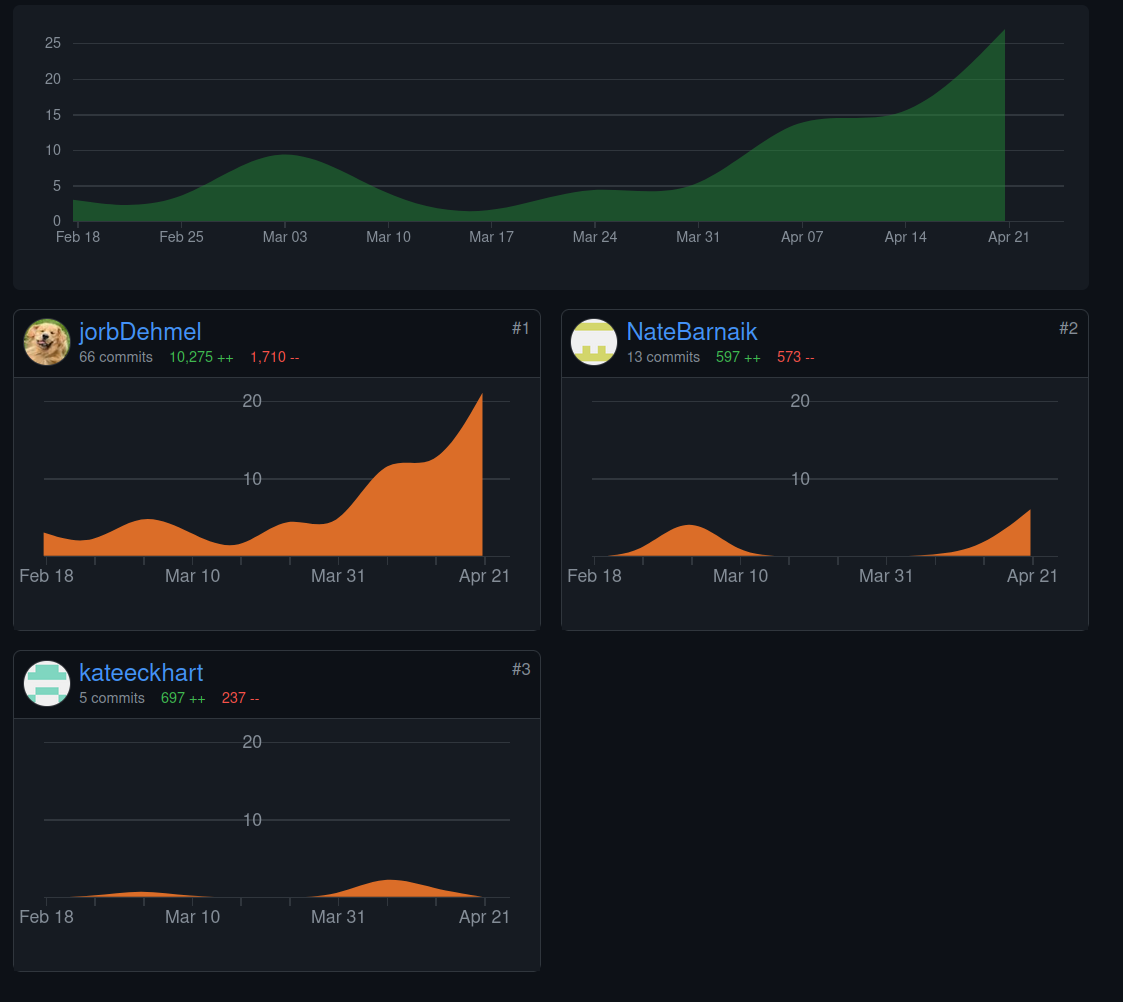 25
20
15
10
5
0
Feb 18 Feb 25 Mar 03 Mar 10 Mar 17 Mar 24 Mar 31 Apr 07 Apr 14 Apr 21
jorbDehmel #1
66 commits 10,275 ++ 1,710 --
20
10
Feb 18 Mar 10 Mar 31 Apr 21
NateBarnaik #2
13 commits 597 ++ 573 --
20
10
Feb 18 Mar 10 Mar 31 Apr 21
kateeckhart #3
5 commits 697 ++ 237 --
20
10
Feb 18 Mar 10 Mar 31 Apr 21